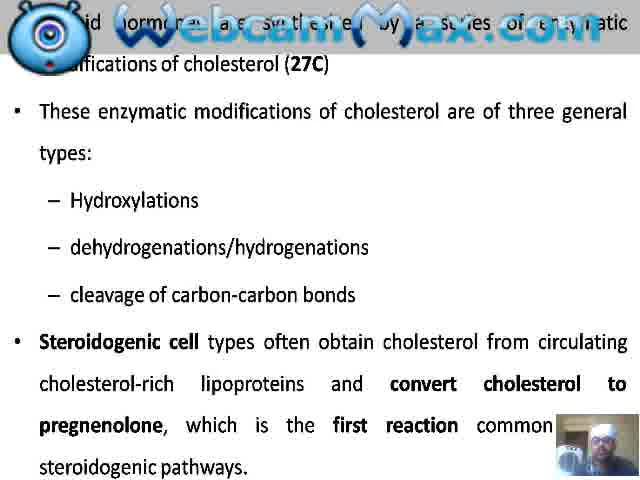 WebcamMax.com
hormones are synthesized by a series of enzymatic
modifications of cholesterol (27C)
• These enzymatic modifications of cholesterol are of three general
types:
– Hydroxylations
– dehydrogenations/hydrogenations
– cleavage of carbon-carbon bonds
• Steroidogenic cell types often obtain cholesterol from circulating
cholesterol-rich lipoproteins and convert cholesterol to
pregnenolone, which is the first reaction common
steroidogenic pathways.